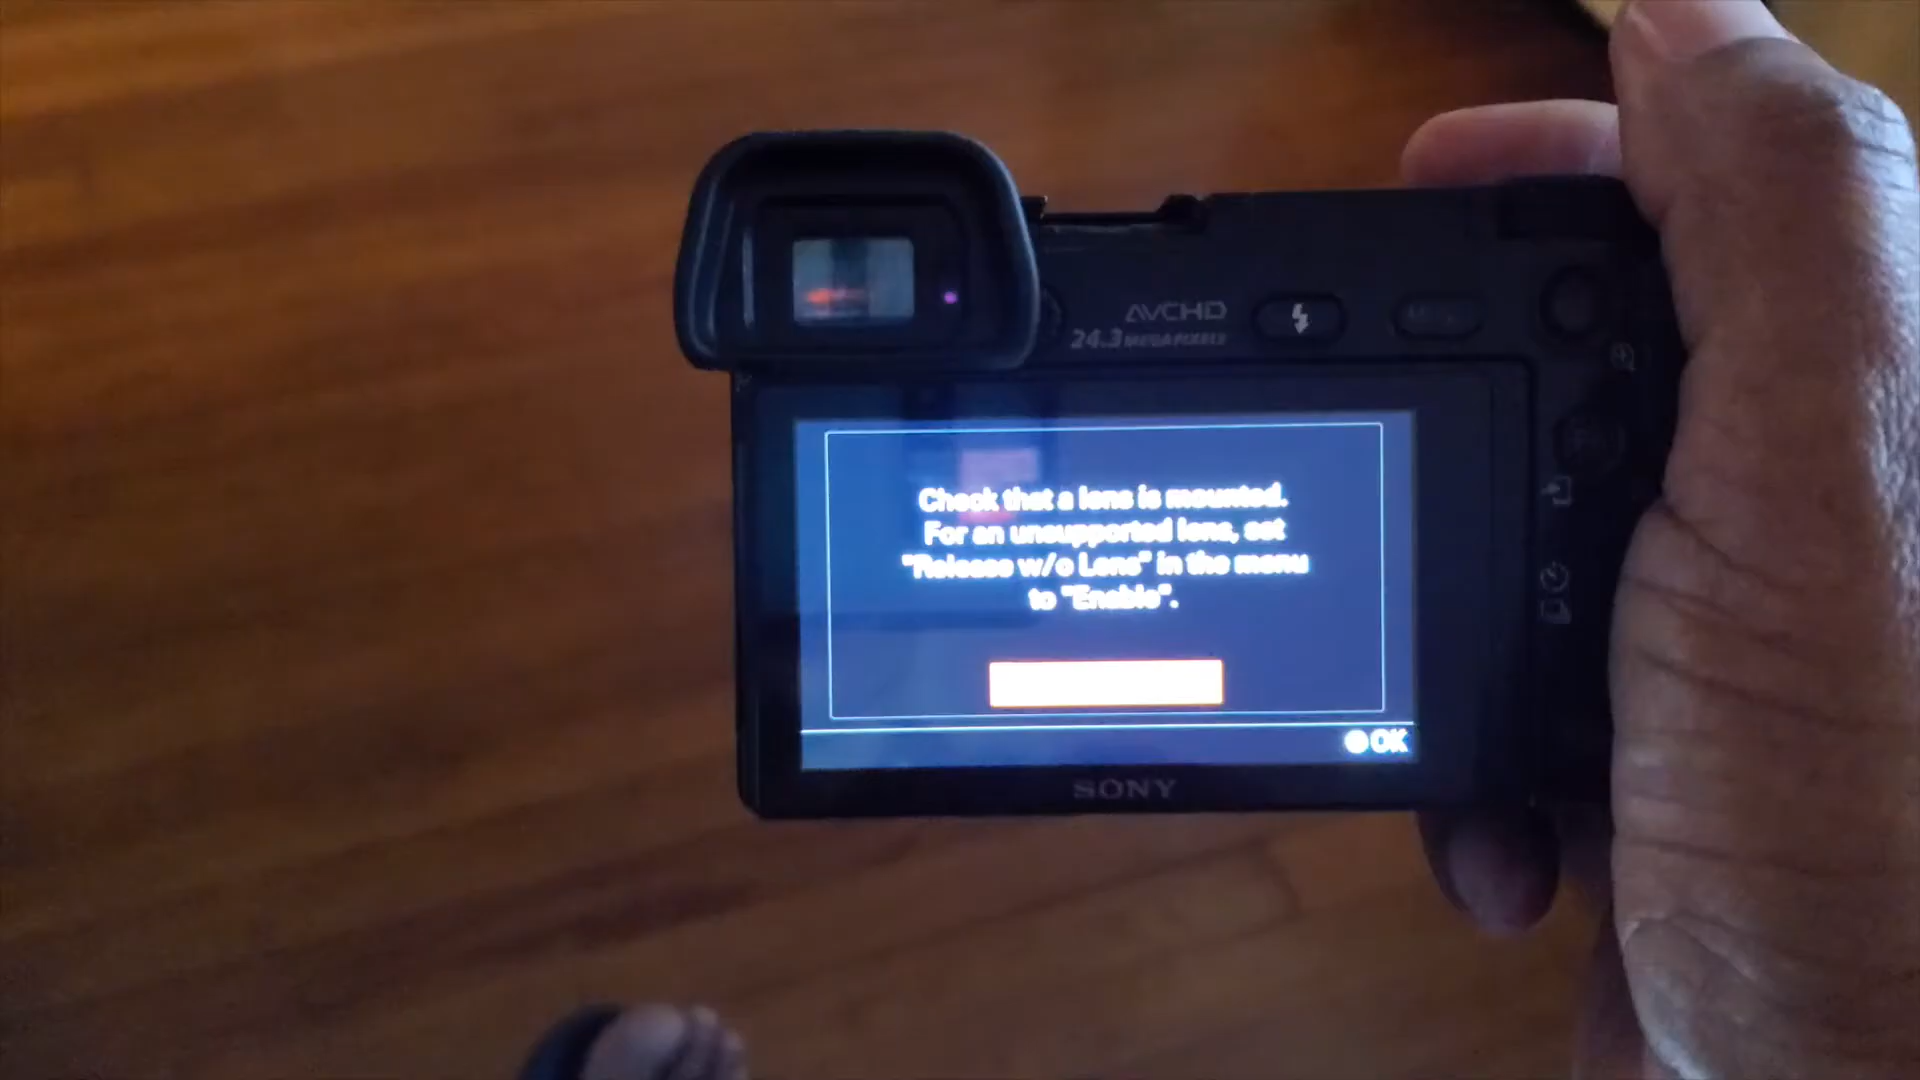 AVCHD
24.3 MEGAPIXELS
Check that a lens is mounted.
For an unsupported lens, set
"Release w/o Lens" in the menu
to "Enable".
OK
SONY